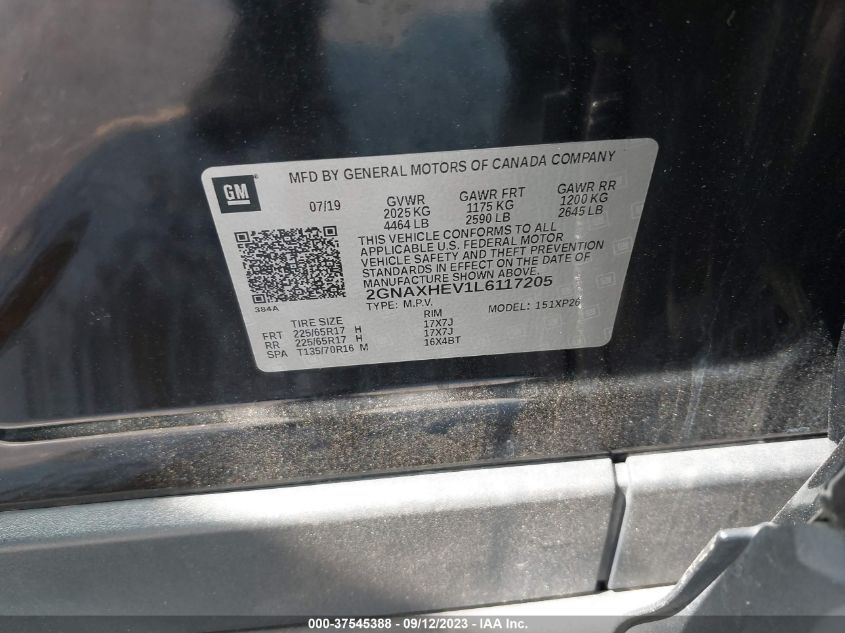 MFD BY GENERAL MOTORS OF CANADA COMPANY
GM
07/19 GVWR GAWR FRT GAWR RR
2025 KG 1175 KG 1200 KG
4464 LB 2590 LB 2645 LB
THIS VEHICLE CONFORMS TO ALL
APPLICABLE U.S. FEDERAL MOTOR
VEHICLE SAFETY AND THEFT PREVENTION
STANDARDS IN EFFECT ON THE DATE OF
MANUFACTURE SHOWN ABOVE.
2GNAXHEV1L6117205
384A
TYPE: M.P.V. MODEL: 151XP26
TIRE SIZE RIM
FRT 225/65R17 H 17X7J
RR 225/65R17 H 17X7J
SPA T135/70R16 M 16X4BT
000-37545388 - 09/12/2023 - IAA Inc.